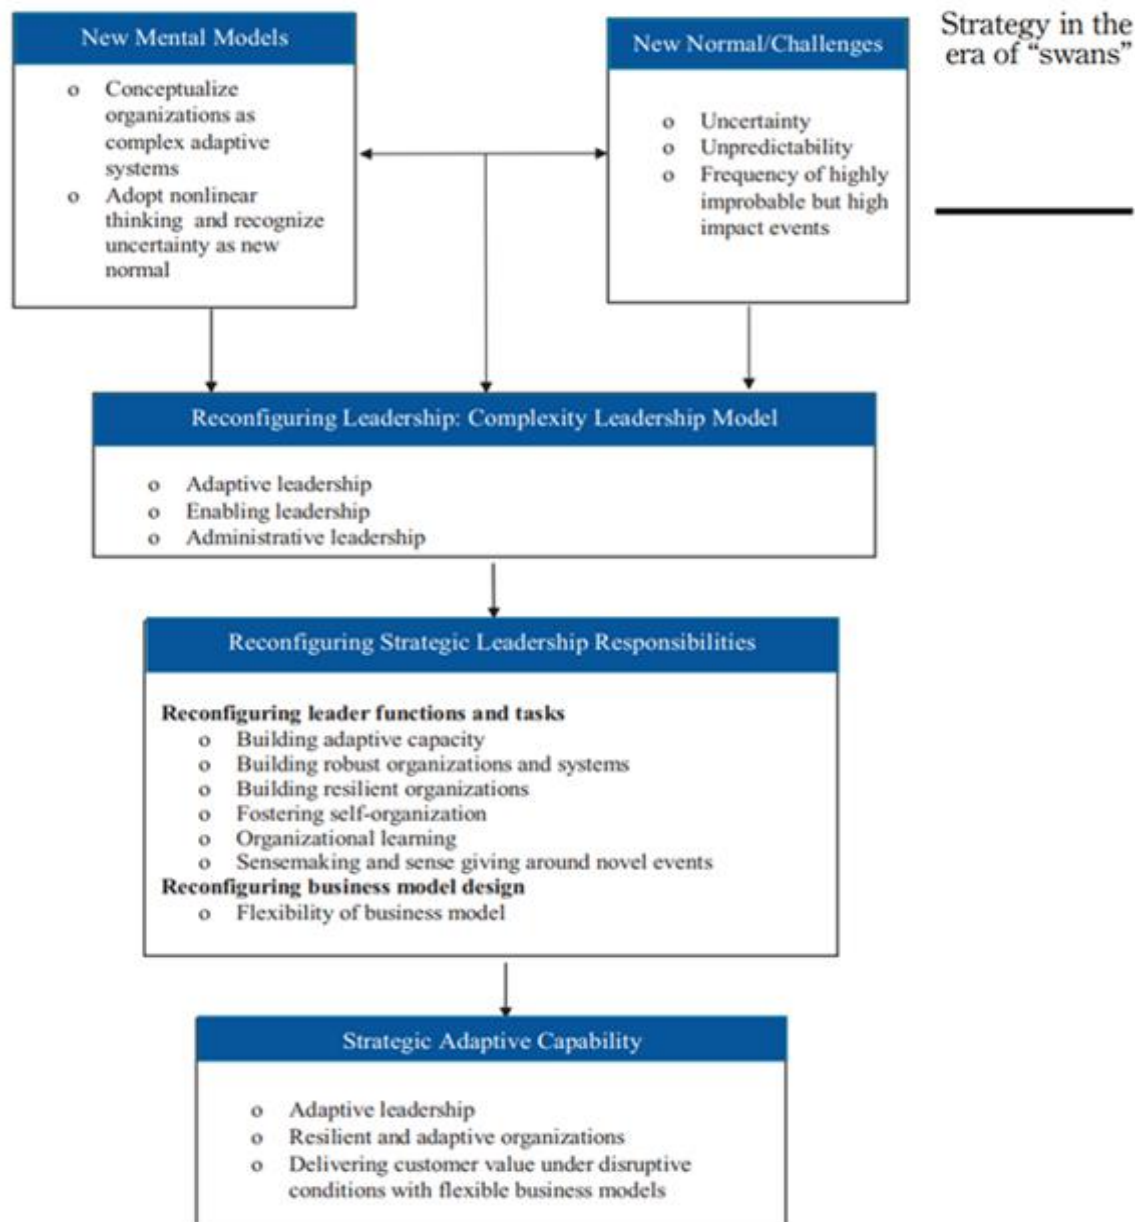 New Mental Models
o Conceptualize
organizations as
complex adaptive
systems
o Adopt nonlinear
thinking and recognize
uncertainty as new
normal
New Normal/Challenges
o Uncertainty
o Unpredictability
o Frequency of highly
improbable but high
impact events
Strategy in the
era of “swans”
Reconfiguring Leadership: Complexity Leadership Model
o Adaptive leadership
o Enabling leadership
o Administrative leadership
Reconfiguring Strategic Leadership Responsibilities
Reconfiguring leader functions and tasks
o Building adaptive capacity
o Building robust organizations and systems
o Building resilient organizations
o Fostering self-organization
o Organizational learning
o Sensemaking and sense giving around novel events
Reconfiguring business model design
o Flexibility of business model
Strategic Adaptive Capability
o Adaptive leadership
o Resilient and adaptive organizations
o Delivering customer value under disruptive
conditions with flexible business models